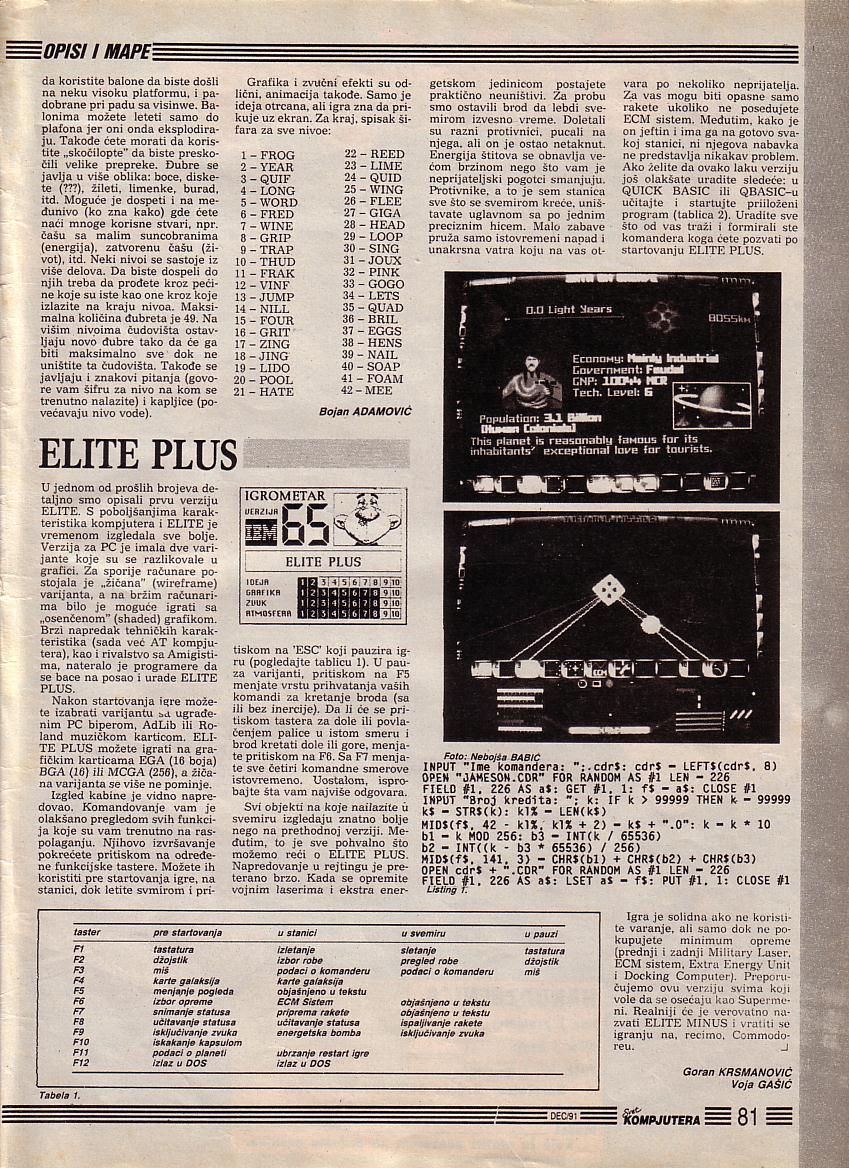 OPISI I MAPE
da koristite balone da biste došli
na neku visoku platformu, i pa-
dobrane pri padu sa visinwe. Ba-
lonima možete leteti samo do
plafona jer oni onda eksplodira-
ju. Takođe ćete morati da koris-
tite „skočilopte” da biste presko-
čili velike prepreke. Đubre se
javlja u više oblika: boce, diske-
te (???), žileti, limenke, burad,
itd. Moguće je dospeti i na me-
đunivo (ko zna kako) gde ćete
naći mnoge korisne stvari, npr.
čašu sa malim suncobranima
(energija), zatvorenu čašu (ži-
vot), itd. Neki nivoi se sastoje iz
više delova. Da biste dospeli do
njih treba da prođete kroz peći-
ne koje su iste kao one kroz koje
izlazite na kraju nivoa. Maksi-
malna količina đubreta je 49. Na
višim nivoima čudovišta ostav-
ljaju novo đubre tako da će ga
biti maksimalno sve dok ne
uništite ta čudovišta. Takođe se
javljaju i znakovi pitanja (govo-
re vam šifru za nivo na kom se
trenutno nalazite) i kapljice (po-
većavaju nivo vode).
Grafika i zvučni efekti su od-
lični, animacija takođe. Samo je
ideja otrcana, ali igra zna da pri-
kuje uz ekran. Za kraj, spisak ši-
fara za sve nivoe:
1 – FROG
2 – YEAR
3 – QUIF
4 – LONG
5 – WORD
6 – FRED
7 – WINE
8 – GRIP
9 – TRAP
10 – THUD
11 – FRAK
12 – VINF
13 – JUMP
14 – NILL
15 – FOUR
16 – GRIT
17 – ZING
18 – JING
19 – LIDO
20 – POOL
21 – HATE
22 – REED
23 – LIME
24 – QUID
25 – WING
26 – FLEE
27 – GIGA
28 – HEAD
29 – LOOP
30 – SING
31 – JOUX
32 – PINK
33 – GOGO
34 – LETS
35 – QUAD
36 – BRIL
37 – EGGS
38 – HENS
39 – NAIL
40 – SOAP
41 – FOAM
42 – MEE
Bojan ADAMOVIĆ
ELITE PLUS
U jednom od prošlih brojeva de-
taljno smo opisali prvu verziju
ELITE. S poboljšanjima karak-
teristika kompjutera i ELITE je
vremenom izgledala sve bolje.
Verzija za PC je imala dve vari-
jante koje su se razlikovale u
grafici. Za sporije računare po-
stojala je „žičana” (wireframe)
varijanta, a na bržim računari-
ma bilo je moguće igrati sa
„osenčenom” (shaded) grafikom.
Brzi napredak tehničkih karak-
teristika (sada već AT kompju-
tera), kao i rivalstvo sa Amigisti-
ma, nateralo je programere da
se bace na posao i urade ELITE
PLUS.
Nakon startovanja igre može-
te izabrati varijantu sa ugrađe-
nim PC biperom, AdLib ili Ro-
land muzičkom karticom. ELI-
TE PLUS možete igrati na gra-
fičkim karticama EGA (16 boja)
BGA (16) ili MCGA (256), a žiča-
na varijanta se više ne pominje.
Izgled kabine je vidno napre-
dovao. Komandovanje vam je
olakšano pregledom svih funkci-
ja koje su vam trenutno na ras-
polaganju. Njihovo izvršavanje
pokrećete pritiskom na određe-
ne funkcijske tastere. Možete ih
koristiti pre startovanja igre, na
stanici, dok letite svmirom i pri-
IGROMETAR
VERZIJA
IBM
65
ELITE PLUS
IDEJA 1 2 3 4 5 6 7 8 9 10
GRAFIKA 1 2 3 4 5 6 7 8 9 10
ZVUK 1 2 3 4 5 6 7 8 9 10
ATMOSFERA 1 2 3 4 5 6 7 8 9 10
tiskom na 'ESC' koji pauzira ig-
ru (pogledajte tablicu 1). U pau-
za varijanti, pritiskom na F5
menjate vrstu prihvatanja vaših
komandi za kretanje broda (sa
ili bez inercije). Da li će se pri-
tiskom tastera za dole ili povla-
čenjem palice u istom smeru i
brod kretati dole ili gore, menja-
te pritiskom na F6. Sa F7 menja-
te sve četiri komandne smerove
istovremeno. Uostalom, ispro-
bajte šta vam najviše odgovara.
Svi objekti na koje nailazite u
svemiru izgledaju znatno bolje
nego na prethodnoj verziji. Me-
đutim, to je sve pohvalno što
možemo reći o ELITE PLUS.
Napredovanje u rejtingu je pre-
terano brzo. Kada se opremite
vojnim laserima i ekstra ener-
getskom jedinicom postajete
praktično neuništivi. Za probu
smo ostavili brod da lebdi sve-
mirom izvesno vreme. Doletali
su razni protivnici, pucali na
njega, ali on je ostao netaknut.
Energija štitova se obnavlja ve-
ćom brzinom nego što vam je
neprijateljski pogotci smanjuju.
Protivnike, a to je sem stanica
sve što se svemirom kreće, uniš-
tavate uglavnom sa po jednim
preciznim hicem. Malo zabave
pruža samo istovremeni napad i
unakrsna vatra koju na vas ot-
vara po nekoliko neprijatelja.
Za vas mogu biti opasne samo
rakete ukoliko ne posedujete
ECM sistem. Međutim, kako je
on jeftin i ima ga na gotovo sva-
koj stanici, ni njegova nabavka
ne predstavlja nikakav problem.
Ako želite da ovako laku verziju
još olakšate uradite sledeće: u
QUICK BASIC ili QBASIC–u
učitajte i startujte priiloženi
program (tablica 2). Uradite sve
što od vas traži i formirali ste
komandera koga ćete pozvati po
startovanju ELITE PLUS.
0.0 Light Years
8055km
Economy: Mainly Industrial
Government: Feudal
GNP: 10044 MCR
Tech. Level: 6
Population: 3.1 Billion
(Human Colonials)
This planet is reasonably famous for its
inhabitants' exceptional love for tourists.
ECM
Foto: Nebojša BABIĆ
INPUT "Ime komandera: ";.cdr$: cdr$ – LEFT$(cdr$, 8)
OPEN "JAMESON.CDR" FOR RANDOM AS #1 LEN – 226
FIELD #1, 226 AS a$: GET #1, 1: f$ – a$: CLOSE #1
INPUT "Broj kredita: "; k: IF k > 99999 THEN k – 99999
k$ – STR$(k): kl% – LEN(k$)
MID$(f$, 42 - kl%, kl% + 2) – k$ + ".0": k – k * 10
b1 – k MOD 256: b3 – INT(k / 65536)
b2 – INT((k - b3 * 65536) / 256)
MID$(f$, 141, 3) – CHR$(b1) + CHR$(b2) + CHR$(b3)
OPEN cdr$ + ".CDR" FOR RANDOM AS #1 LEN – 226
FIELD #1, 226 AS a$: LSET a$ – f$: PUT #1, 1: CLOSE #1
Listing 1.
taster pre startovanja u stanici u svemiru u pauzi
F1 tastatura izletanje sletanje tastatura
F2 džojstik izbor robe pregled robe džojstik
F3 miš podaci o komanderu podaci o komanderu miš
F4 karte galaksija karte galaksija
F5 menjanje pogleda objašnjeno u tekstu
F6 izbor opreme ECM Sistem objašnjeno u tekstu
F7 snimanje statusa priprema rakete objašnjeno u tekstu
F8 učitavanje statusa učitavanje statusa ispaljivanje rakete
F9 isključivanje zvuka energetska bomba isključivanje zvuka
F10 iskakanje kapsulom
F11 podaci o planeti ubrzanje restart igre
F12 izlaz u DOS izlaz u DOS
Tabela 1.
Igra je solidna ako ne koristi-
te varanje, ali samo dok ne po-
kupujete minimum opreme
(prednji i zadnji Military Laser,
ECM sistem, Extra Energy Unit
i Docking Computer). Preporu-
čujemo ovu verziju svima koji
vole da se osećaju kao Superme-
ni. Realniji će je verovatno na-
zvati ELITE MINUS i vratiti se
igranju na, recimo, Commodo-
reu.
Goran KRSMANOVIĆ
Voja GAŠIĆ
DEC/91
Svet KOMPJUTERA
81